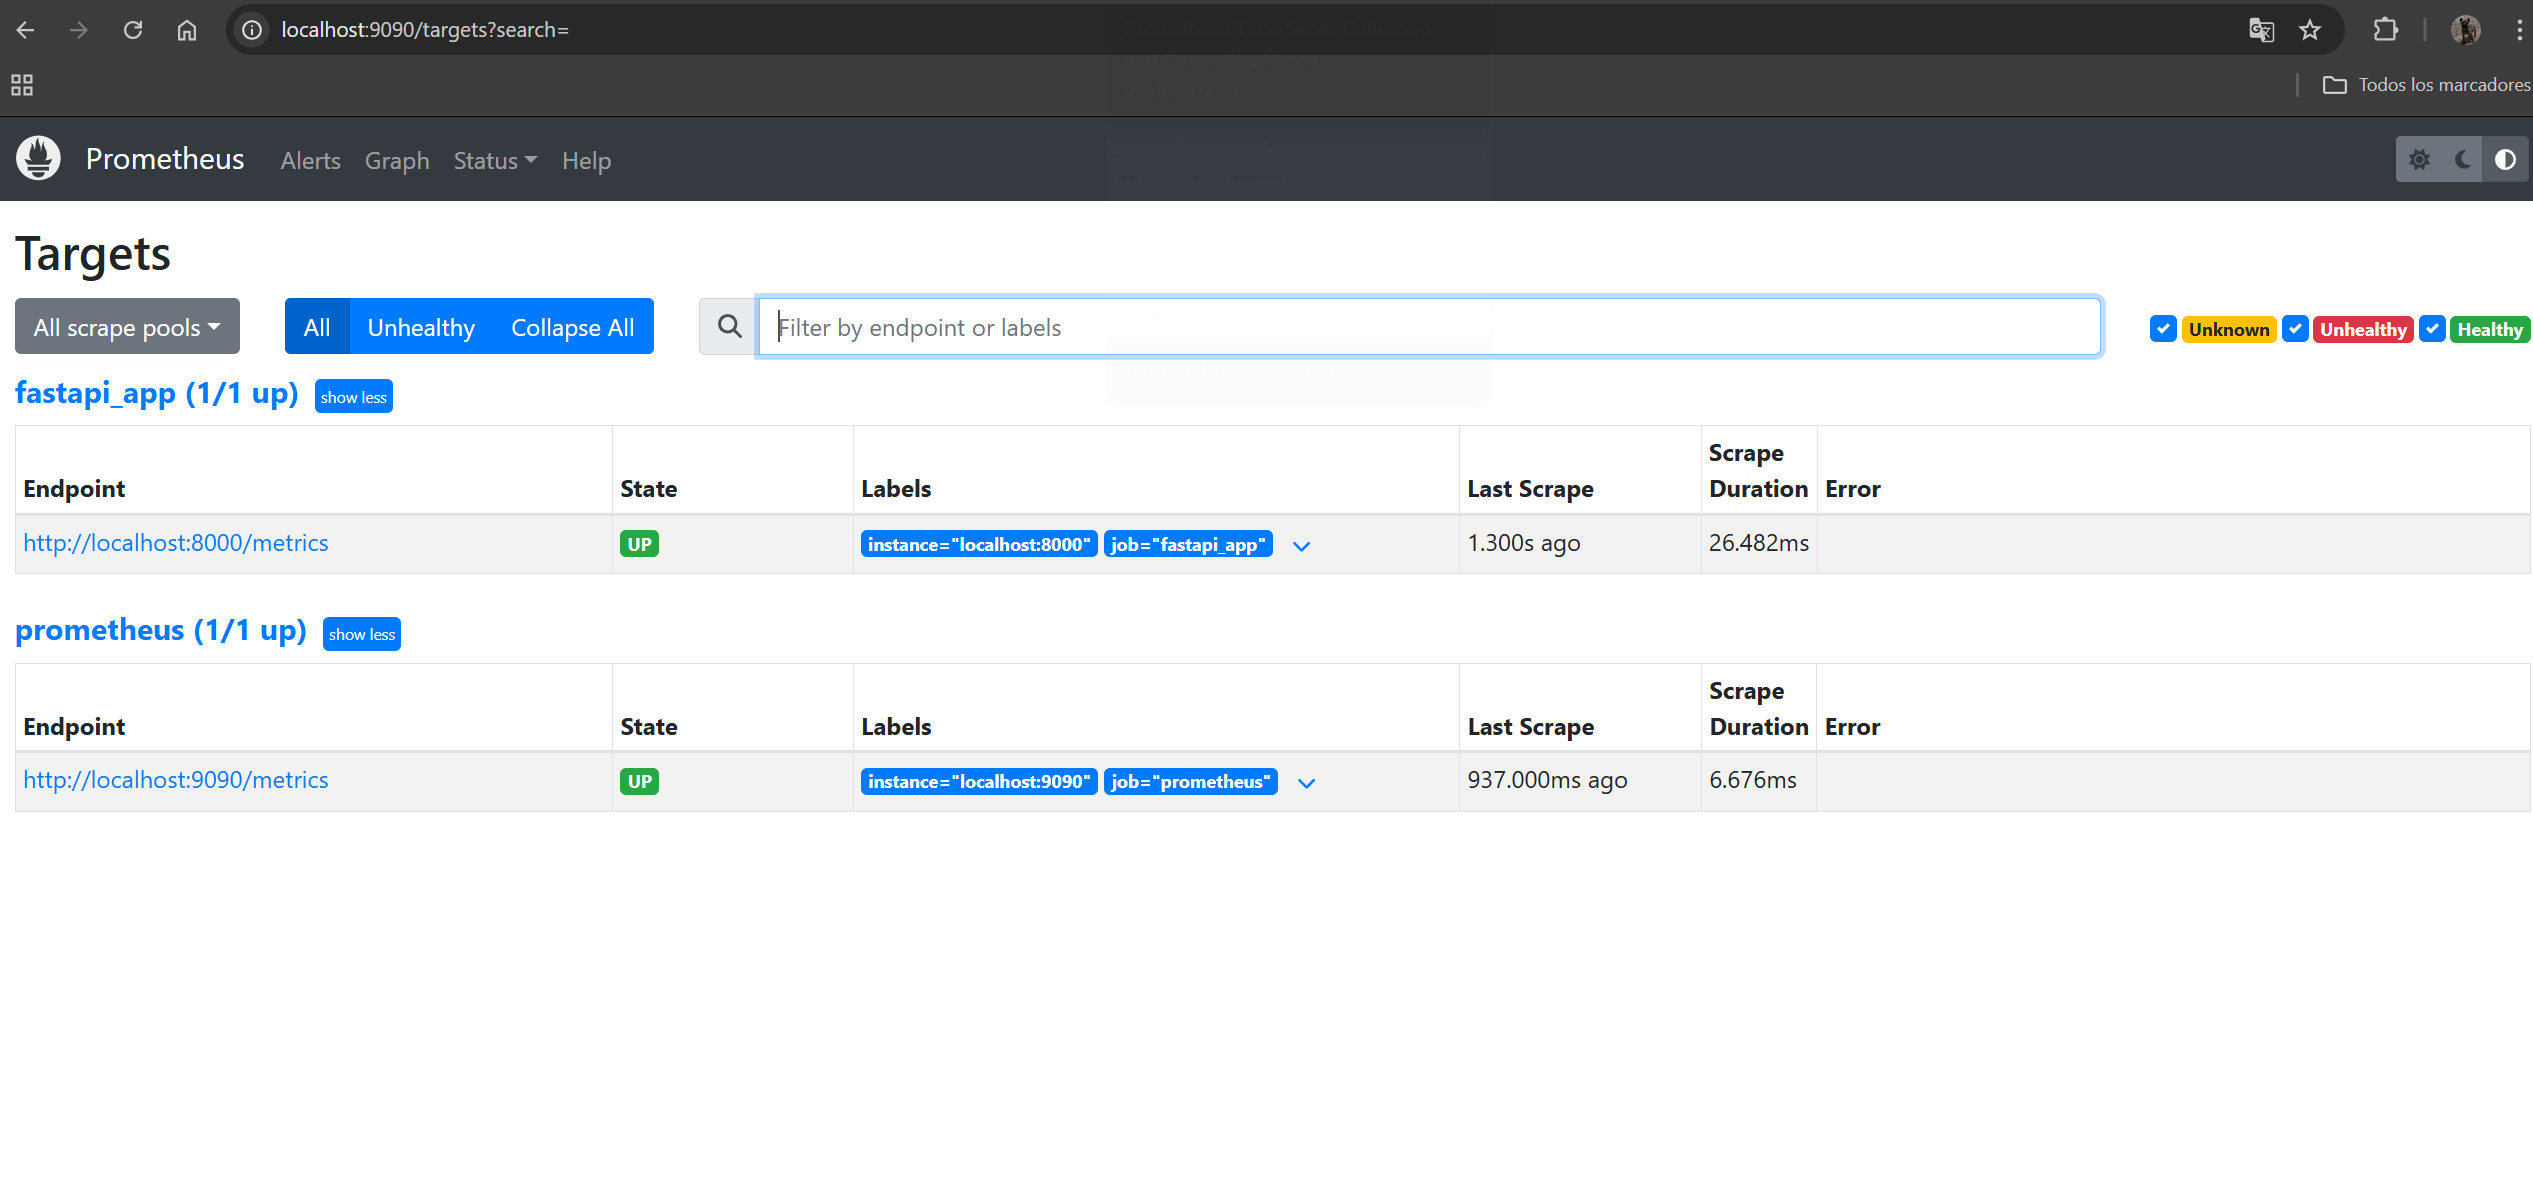 localhost:9090/targets?search=
Todos los marcadores
Prometheus Alerts Graph Status Help
Targets
All scrape pools All Unhealthy Collapse All Filter by endpoint or labels Unknown Unhealthy Healthy
fastapi_app (1/1 up) show less
Endpoint State Labels Last Scrape Scrape Duration Error
http://localhost:8000/metrics UP instance="localhost:8000" job="fastapi_app" 1.300s ago 26.482ms
prometheus (1/1 up) show less
Endpoint State Labels Last Scrape Scrape Duration Error
http://localhost:9090/metrics UP instance="localhost:9090" job="prometheus" 937.000ms ago 6.676ms